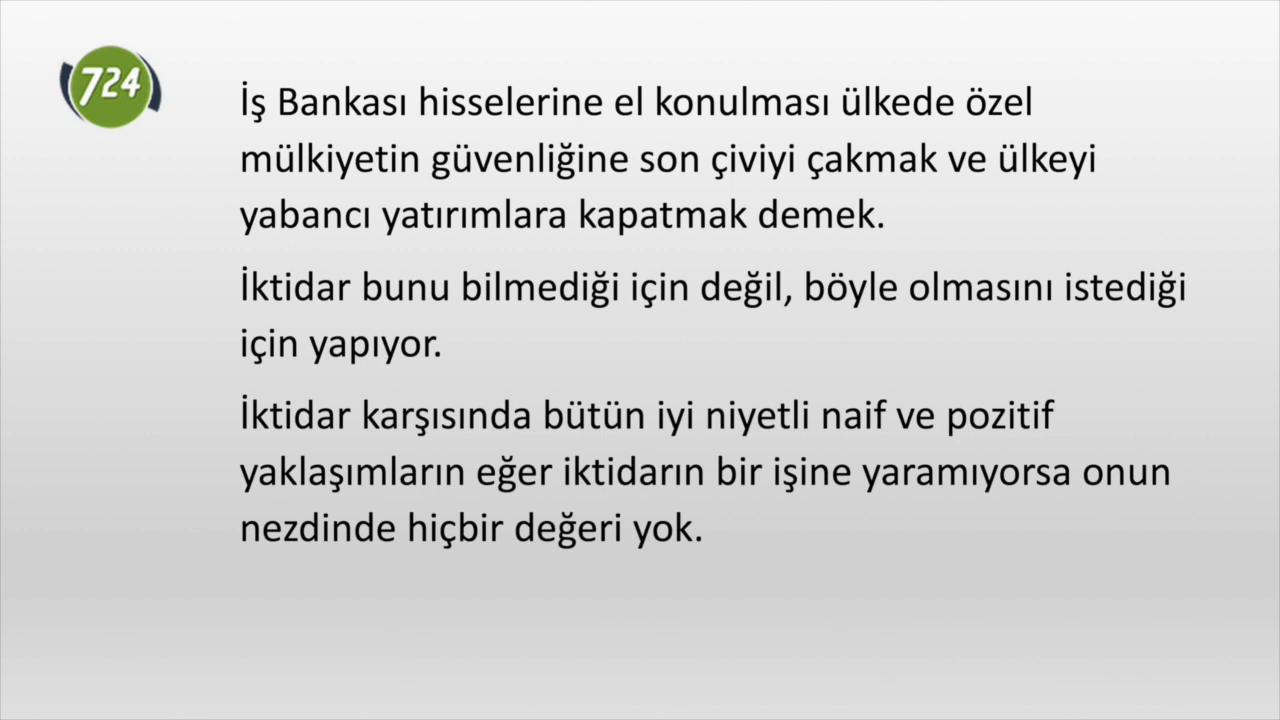 724
İş Bankası hisselerine el konulması ülkede özel
mülkiyetin güvenliğine son çiviyi çakmak ve ülkeyi
yabancı yatırımlara kapatmak demek.
İktidar bunu bilmediği için değil, böyle olmasını istediği
için yapıyor.
İktidar karşısında bütün iyi niyetli naif ve pozitif
yaklaşımların eğer iktidarın bir işine yaramıyorsa onun
nezdinde hiçbir değeri yok.